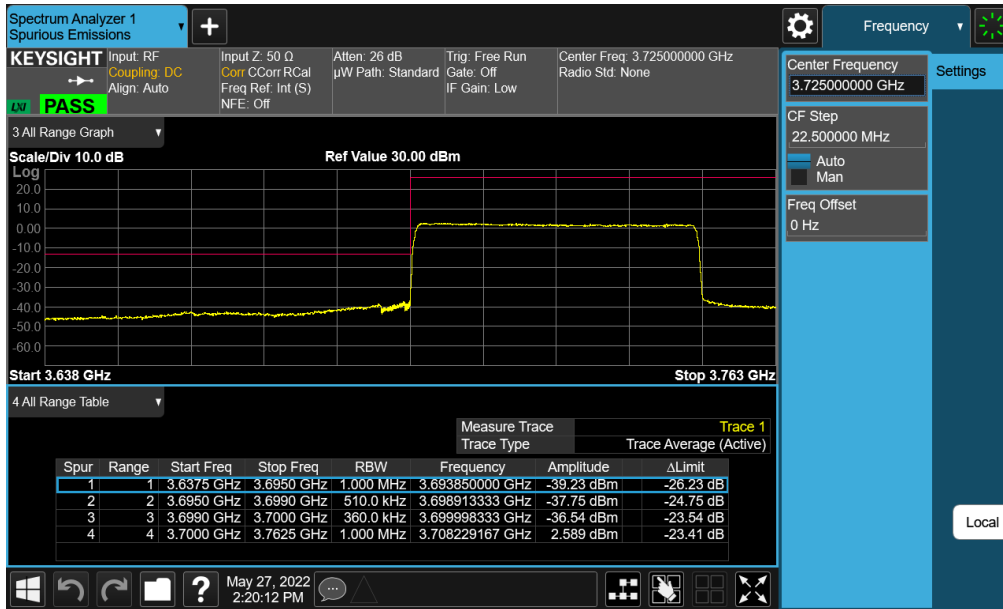 Spectrum Analyzer 1
Spurious Emissions
Frequency
KEYSIGHT
LXI PASS
Input: RF
Coupling: DC
Align: Auto
Input Z: 50 Ω
Corr CCorr RCal
Freq Ref: Int (S)
NFE: Off
Atten: 26 dB
µW Path: Standard
Trig: Free Run
Gate: Off
IF Gain: Low
Center Freq: 3.725000000 GHz
Radio Std: None
Center Frequency
3.725000000 GHz
Settings
CF Step
22.500000 MHz
Auto
Man
Freq Offset
0 Hz
Local
3 All Range Graph
Scale/Div 10.0 dB Ref Value 30.00 dBm
Log
20.0
10.0
0.00
-10.0
-20.0
-30.0
-40.0
-50.0
-60.0
Start 3.638 GHz Stop 3.763 GHz
4 All Range Table
Measure Trace Trace 1
Trace Type Trace Average (Active)
Spur Range Start Freq Stop Freq RBW Frequency Amplitude ΔLimit
1 1 3.6375 GHz 3.6950 GHz 1.000 MHz 3.693850000 GHz -39.23 dBm -26.23 dB
2 2 3.6950 GHz 3.6990 GHz 510.0 kHz 3.698913333 GHz -37.75 dBm -24.75 dB
3 3 3.6990 GHz 3.7000 GHz 360.0 kHz 3.699998333 GHz -36.54 dBm -23.54 dB
4 4 3.7000 GHz 3.7625 GHz 1.000 MHz 3.708229167 GHz 2.589 dBm -23.41 dB
May 27, 2022
2:20:12 PM